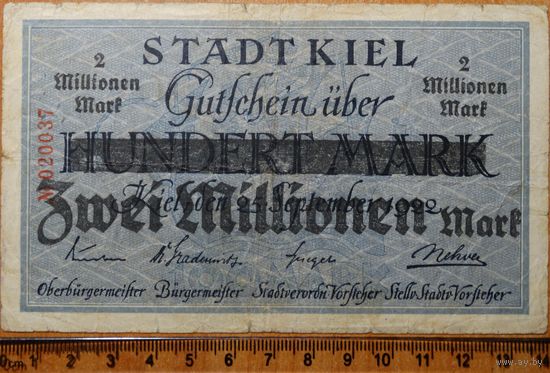 STADT KIEL
2
Millionen
Mark
2
Millionen
Mark
Gutschein über
HUNDERT MARK
Nº020037
Kiel, den 25. September 1922
Zwei Millionen Mark
Oberbürgermeister Bürgermeister Stadtverordn.Vorsteher Stellv. Stadtv.Vorsteher
0cm 1 2 3 4 5 6 7 8 9 10 11 12
www.ay.by